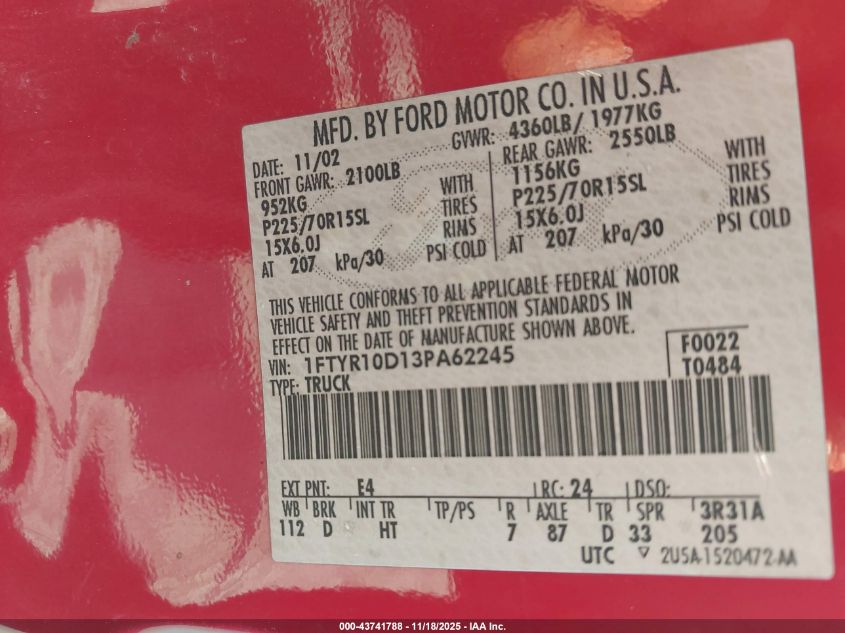 MFD. BY FORD MOTOR CO. IN U.S.A.
DATE: 11/02 GVWR: 4360LB/ 1977KG
FRONT GAWR: 2100LB REAR GAWR: 2550LB
952KG WITH 1156KG WITH
P225/70R15SL TIRES P225/70R15SL TIRES
15X6.0J RIMS 15X6.0J RIMS
AT 207 kPa/30 PSI COLD AT 207 kPa/30 PSI COLD
THIS VEHICLE CONFORMS TO ALL APPLICABLE FEDERAL MOTOR
VEHICLE SAFETY AND THEFT PREVENTION STANDARDS IN
EFFECT ON THE DATE OF MANUFACTURE SHOWN ABOVE.
VIN: 1FTYR10D13PA62245 F0022
TYPE: TRUCK T0484
EXT PNT: E4 RC: 24 DSO:
WB BRK INT TR TP/PS R AXLE TR SPR 3R31A
112 D HT 7 87 D 33 205
UTC ▽ 2U5A-1520472-AA
000-43741788 - 11/18/2025 - IAA Inc.